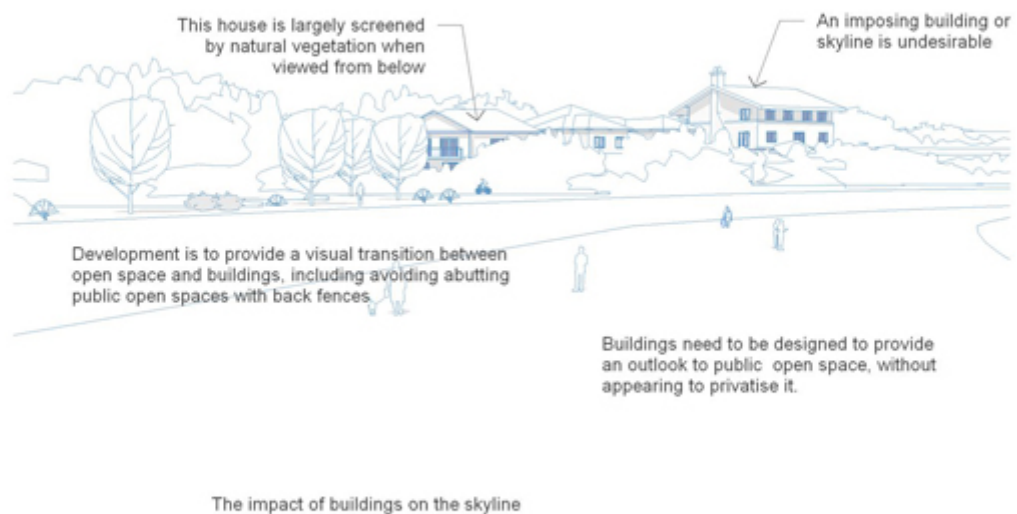 This house is largely screened
by natural vegetation when
viewed from below
An imposing building or
skyline is undesirable
Development is to provide a visual transition between
open space and buildings, including avoiding abutting
public open spaces with back fences
Buildings need to be designed to provide
an outlook to public open space, without
appearing to privatise it.
The impact of buildings on the skyline